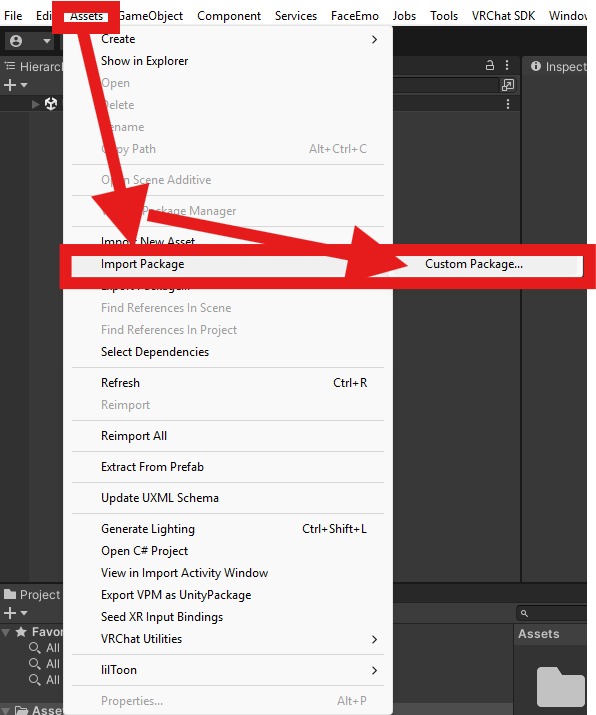 File Edi Assets GameObject Component Services FaceEmo Jobs Tools VRChat SDK Window
Hierarch
Inspect
Create
Show in Explorer
Open
Delete
ename
py Path Alt+Ctrl+C
Open Scene Additive
Package Manager
Import New Asset
Import Package
Custom Package...
Export Package...
Find References In Scene
Find References In Project
Select Dependencies
Refresh Ctrl+R
Reimport
Reimport All
Extract From Prefab
Update UXML Schema
Generate Lighting Ctrl+Shift+L
Open C# Project
View in Import Activity Window
Export VPM as UnityPackage
Seed XR Input Bindings
VRChat Utilities
lilToon
Properties... Alt+P
Project
Favor
All
All
All
Asse
Assets